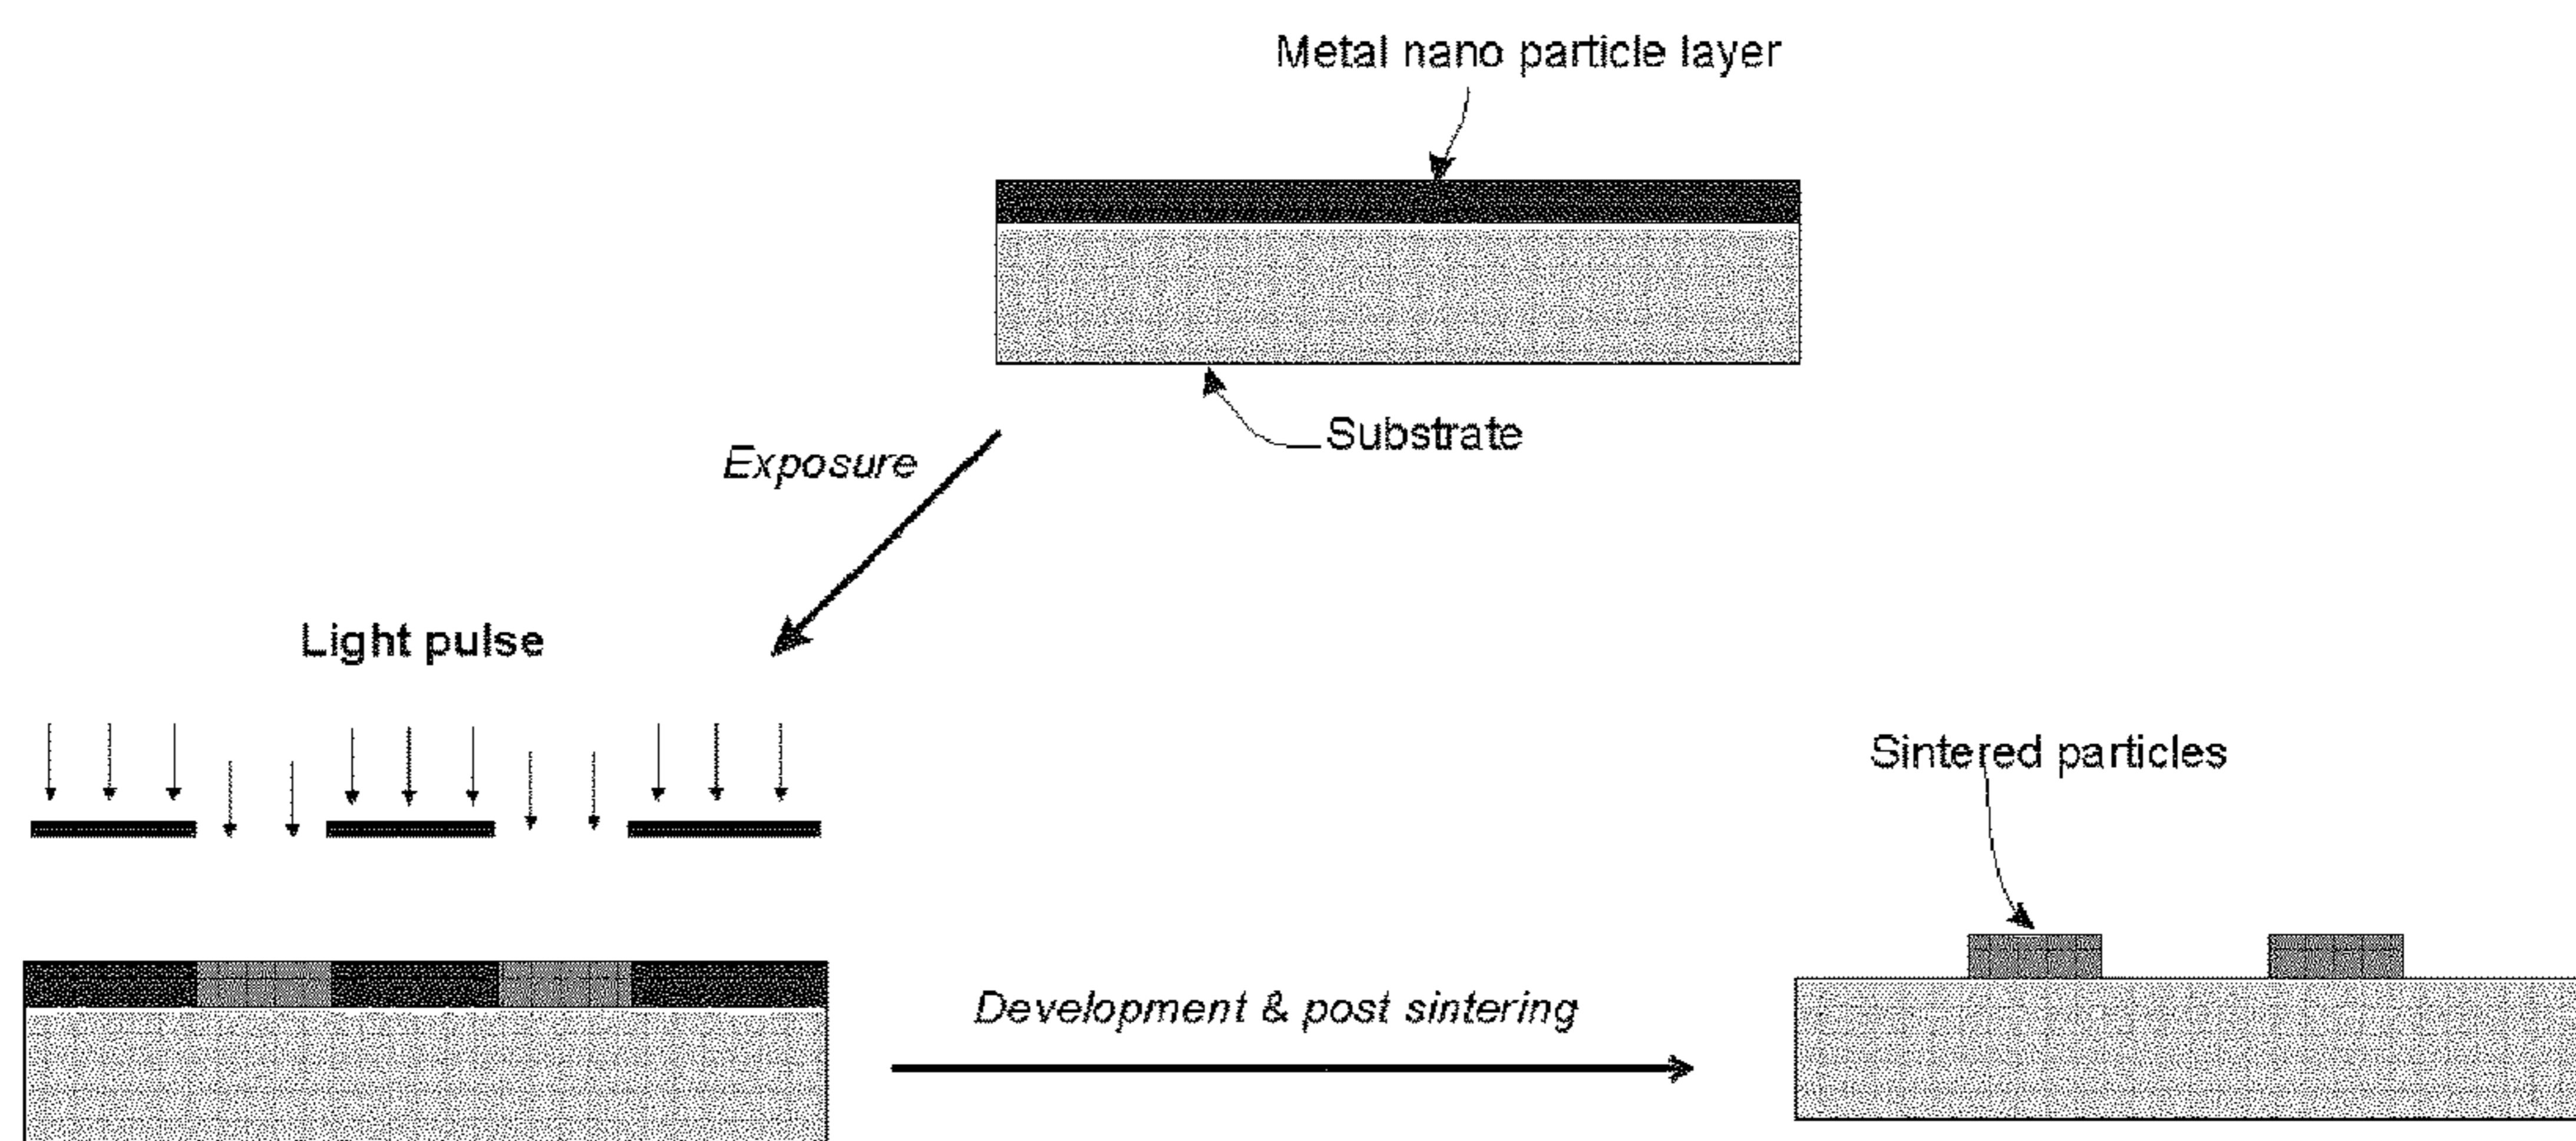 Metal nano particle layer
Substrate
Exposure
Light pulse
Sintered particles
Development & post sintering